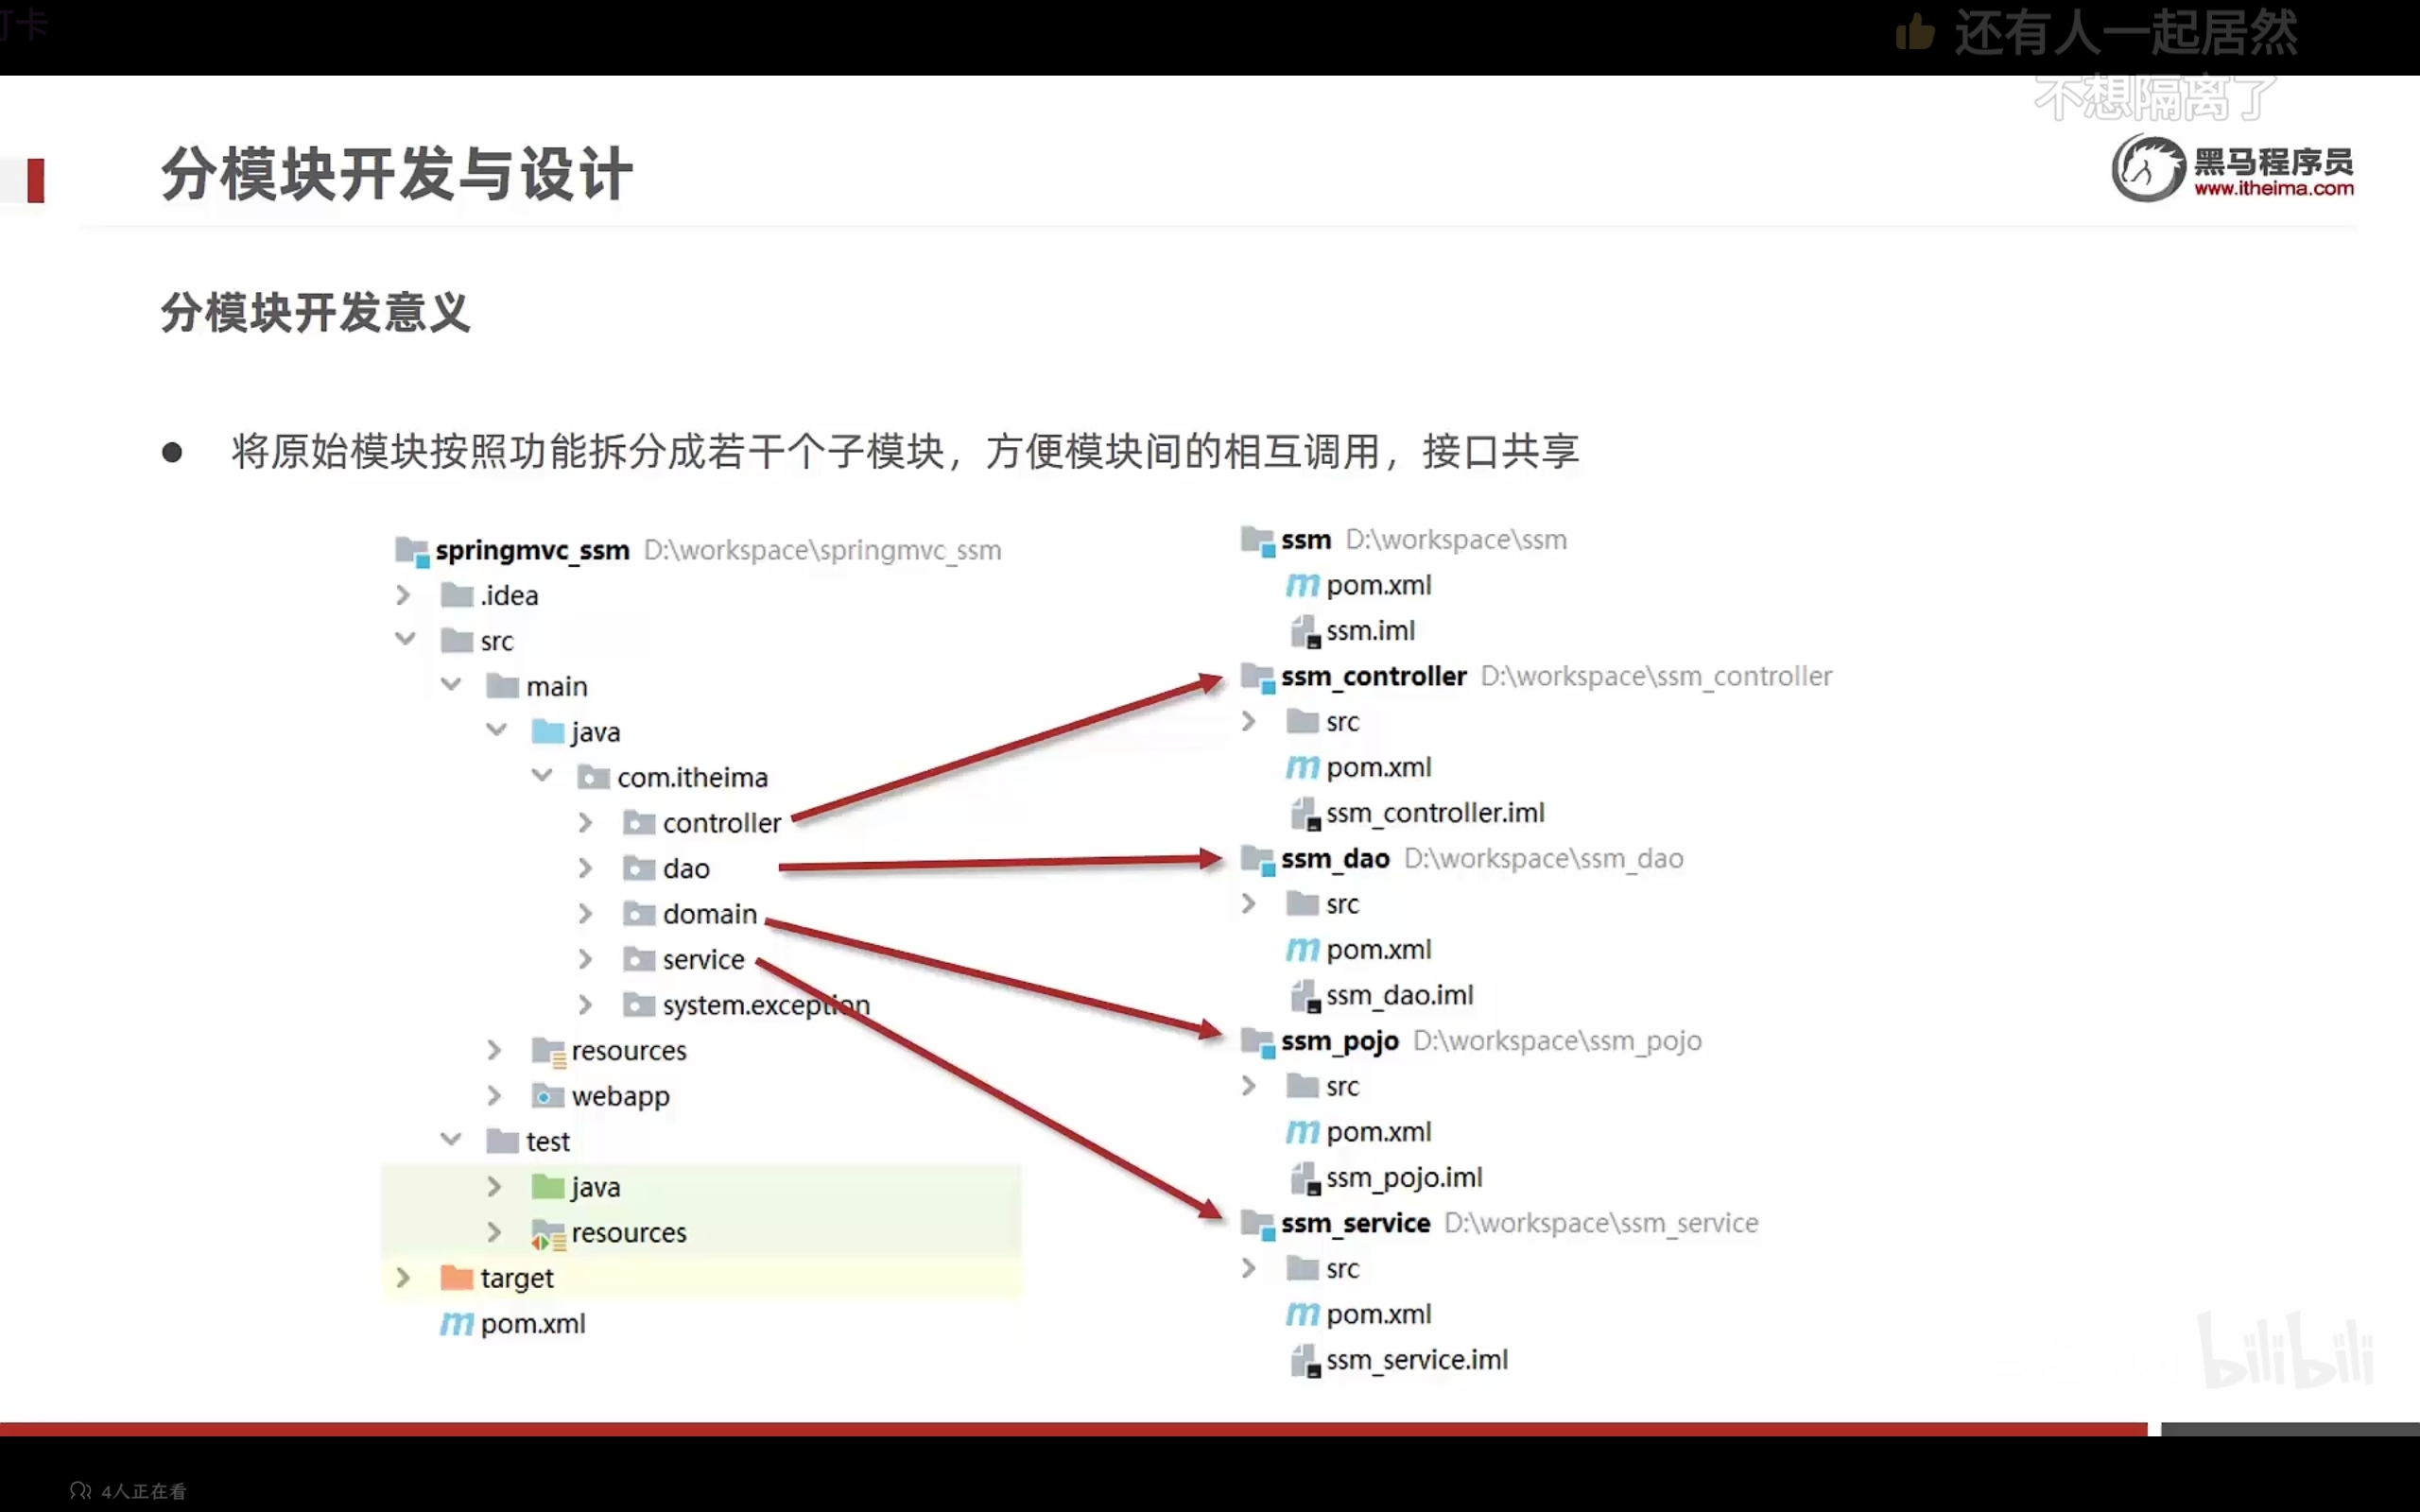 打卡
还有人一起居然
不想隔离了
分模块开发与设计
黑马程序员
www.itheima.com
分模块开发意义
● 将原始模块按照功能拆分成若干个子模块，方便模块间的相互调用，接口共享
springmvc_ssm D:\workspace\springmvc_ssm
.idea
src
main
java
com.itheima
controller
dao
domain
service
system.exception
resources
webapp
test
java
resources
target
pom.xml
ssm D:\workspace\ssm
pom.xml
ssm.iml
ssm_controller D:\workspace\ssm_controller
src
pom.xml
ssm_controller.iml
ssm_dao D:\workspace\ssm_dao
src
pom.xml
ssm_dao.iml
ssm_pojo D:\workspace\ssm_pojo
src
pom.xml
ssm_pojo.iml
ssm_service D:\workspace\ssm_service
src
pom.xml
ssm_service.iml
bilibili
4人正在看